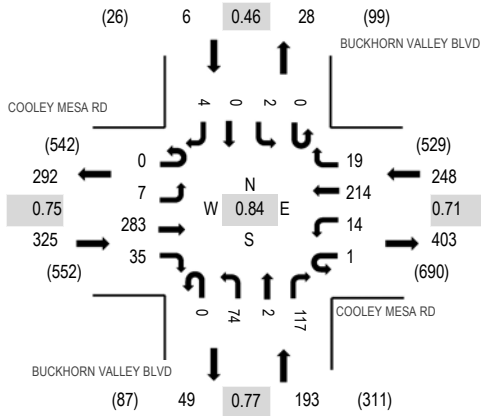 (26) 6 0.46 28 (99)
BUCKHORN VALLEY BLVD
COOLEY MESA RD
4 0 2 0
(542) (529)
0 19
292 248
7 N 214
0.75 W 0.84 E 0.71
283 S 14
325 403
35 1
(552) (690)
0 74 2 117
COOLEY MESA RD
BUCKHORN VALLEY BLVD
(87) 49 0.77 193 (311)